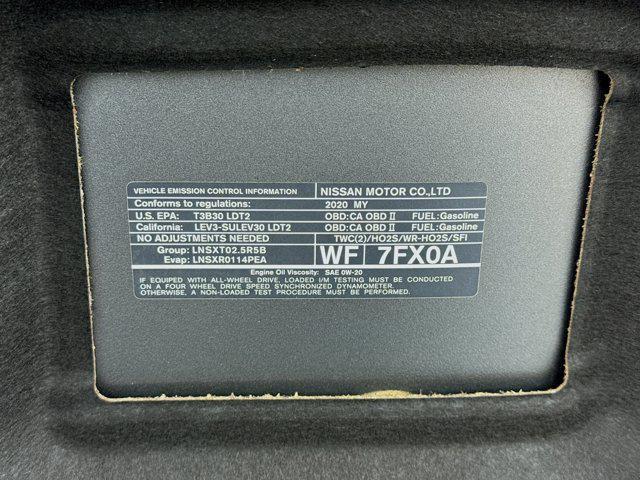 VEHICLE EMISSION CONTROL INFORMATION NISSAN MOTOR CO.,LTD
Conforms to regulations: 2020 MY
U.S. EPA: T3B30 LDT2 OBD:CA OBD II FUEL:Gasoline
California: LEV3-SULEV30 LDT2 OBD:CA OBD II FUEL:Gasoline
NO ADJUSTMENTS NEEDED TWC(2)/HO2S/WR-HO2S/SFI
Group: LNSXT02.5R5B
Evap: LNSXR0114PEA
WF 7FX0A
Engine Oil Viscosity: SAE 0W-20
IF EQUIPPED WITH ALL-WHEEL DRIVE, LOADED I/M TESTING MUST BE CONDUCTED
ON A FOUR WHEEL DRIVE SPEED SYNCHRONIZED DYNAMOMETER.
OTHERWISE, A NON-LOADED TEST PROCEDURE MUST BE PERFORMED.